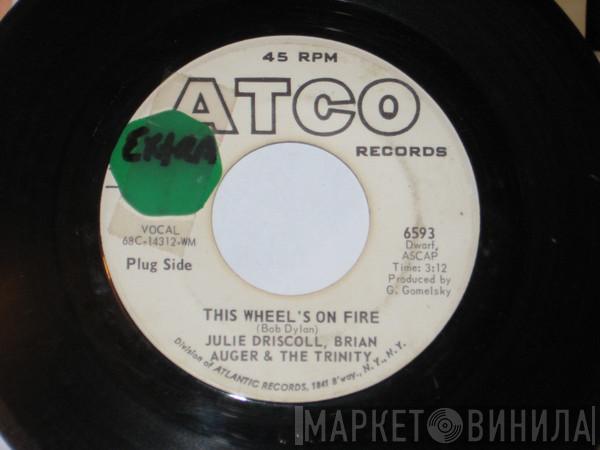 45 RPM
ATCO
RECORDS
EXTRA
VOCAL
68C-14312-WM
Plug Side
6593
Dwarf,
ASCAP
Time: 3:12
Produced by
G. Gomelsky
THIS WHEEL'S ON FIRE
(Bob Dylan)
JULIE DRISCOLL, BRIAN
AUGER & THE TRINITY
Division of ATLANTIC RECORDS, 1841 B'way., N.Y., N.Y.
МАРКЕТ ВИНИЛА